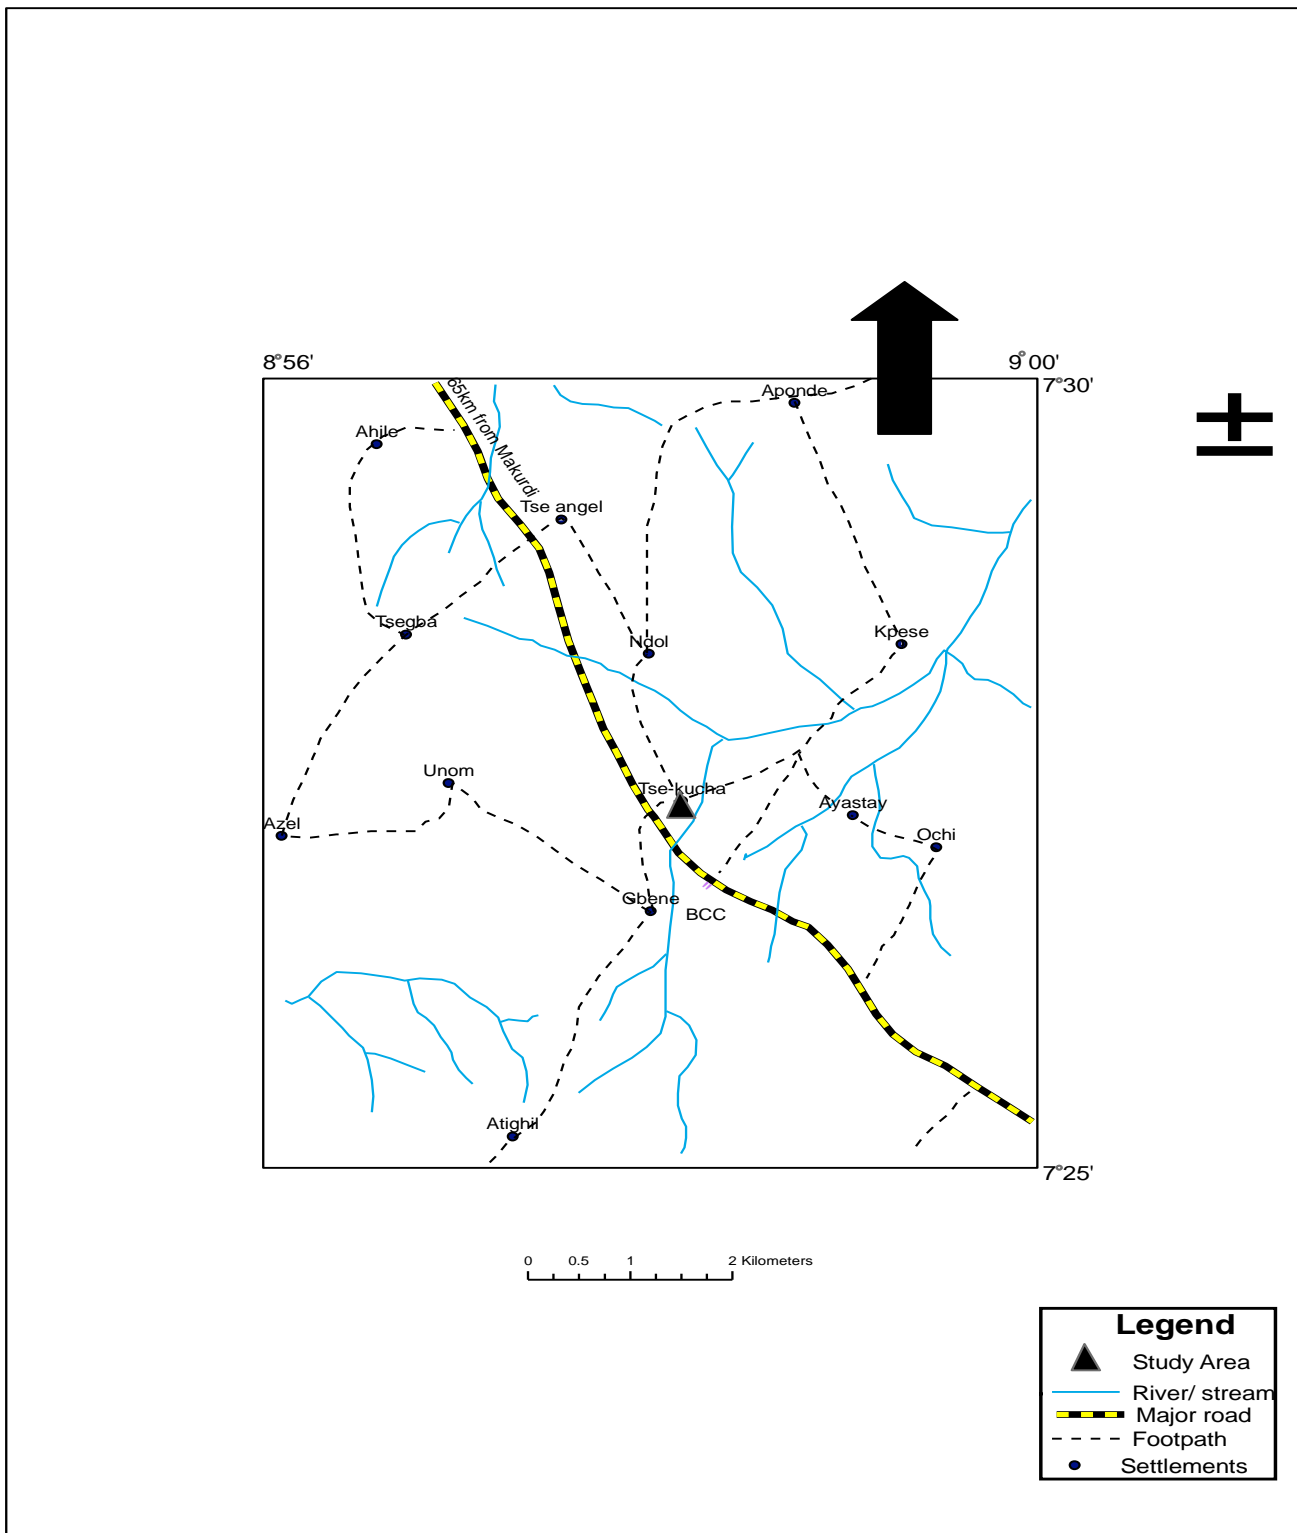 8°56'
9°00'
7°30'
65km from Makurdi
Aponde
Ahile
±
Tse angel
Tsegba
Ndol
Kpese
Unom
Tse-kucha
Azel
Ayastay
Ochi
Gbene
BCC
Atighil
7°25'
0 0.5 1 2 Kilometers
Legend
Study Area
River/ stream
Major road
Footpath
Settlements